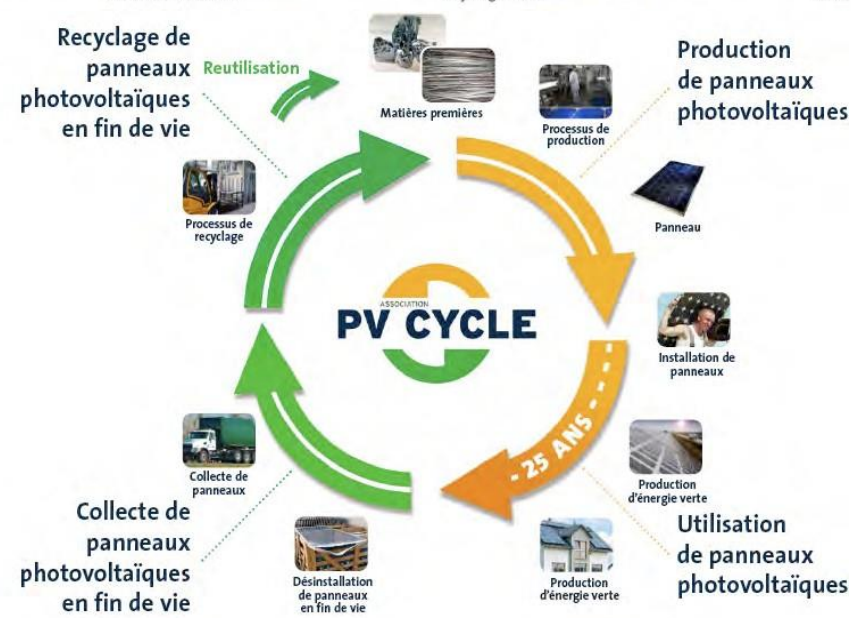 Recyclage de
panneaux
photovoltaïques
en fin de vie
Reutilisation
Matières premières
Processus de
production
Production
de panneaux
photovoltaïques
Panneau
Processus de
recyclage
ASSOCIATION
PV CYCLE
Installation de
panneaux
- 25 ANS - - -
Production
d'énergie verte
Utilisation
de panneaux
photovoltaïques
Production
d'énergie verte
Désinstallation
de panneaux
en fin de vie
Collecte de
panneaux
Collecte de
panneaux
photovoltaïques
en fin de vie